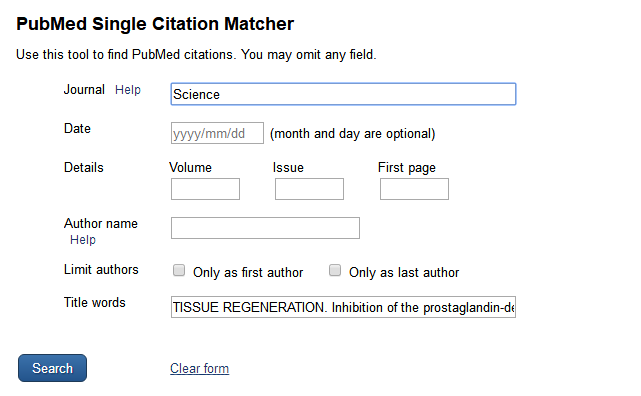 PubMed Single Citation Matcher
Use this tool to find PubMed citations. You may omit any field.
Journal Help Science
Date yyyy/mm/dd (month and day are optional)
Details Volume Issue First page
Author name
Help
Limit authors Only as first author Only as last author
Title words TISSUE REGENERATION. Inhibition of the prostaglandin-de
Search Clear form